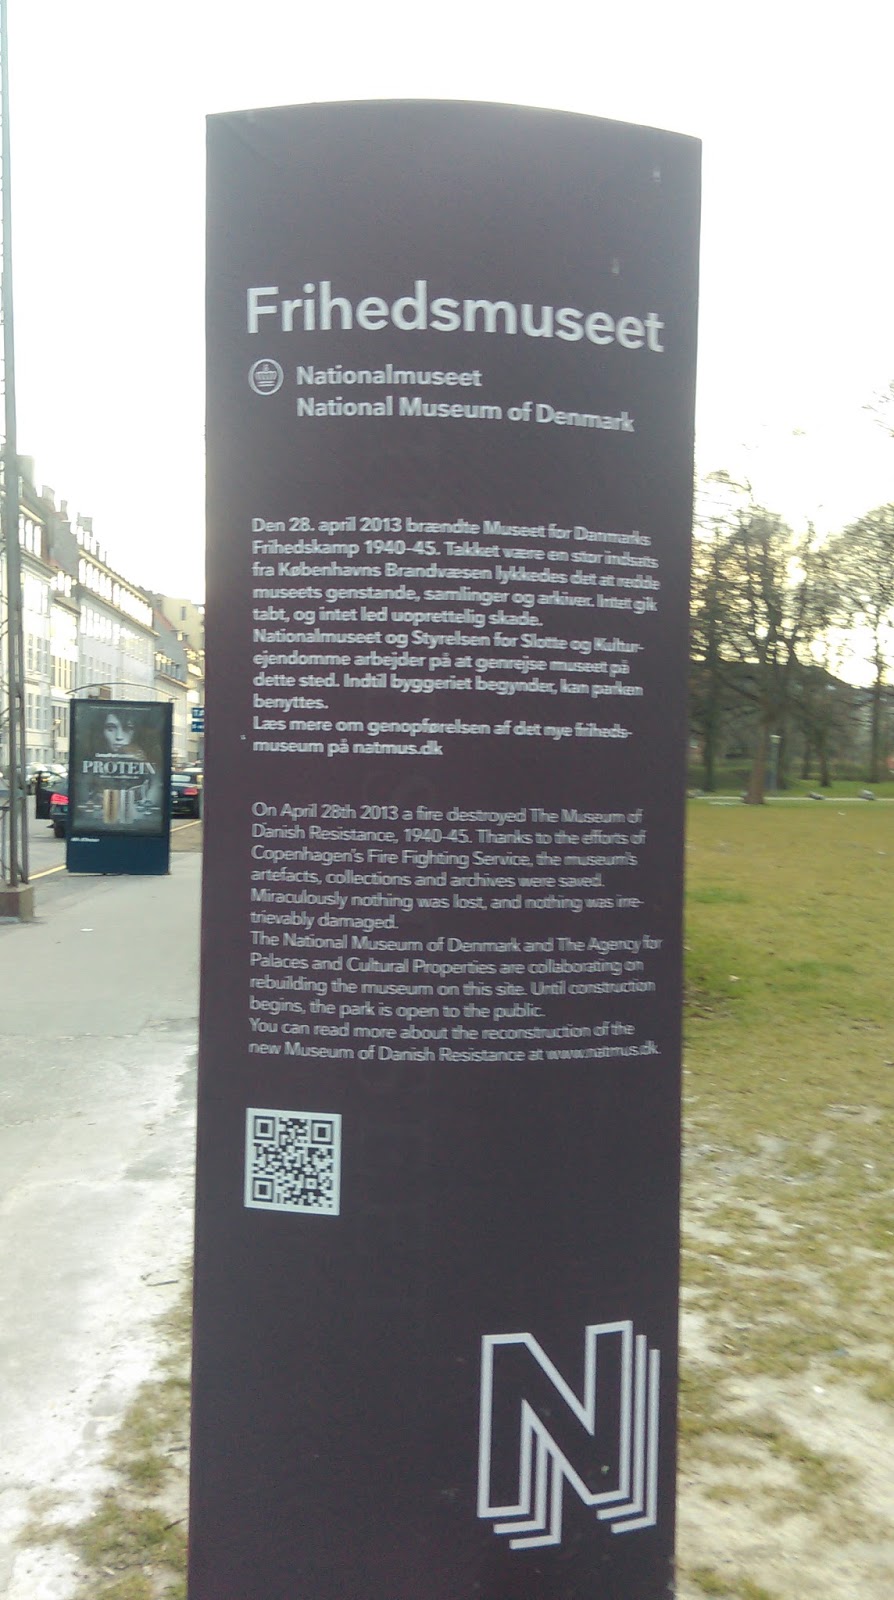 Frihedsmuseet
Nationalmuseet
National Museum of Denmark
Den 28. april 2013 brændte Museet for Danmarks
Frihedskamp 1940-45. Takket være en stor indsats
fra Københavns Brandvæsen lykkedes det at redde
museets genstande, samlinger og arkiver. Intet gik
tabt, og intet led uoprettelig skade.
Nationalmuseet og Styrelsen for Slotte og Kultur-
ejendomme arbejder på at genrejse museet på
dette sted. Indtil byggeriet begynder, kan parken
benyttes.
Læs mere om genopførelsen af det nye friheds-
museum på natmus.dk
On April 28th 2013 a fire destroyed The Museum of
Danish Resistance, 1940-45. Thanks to the efforts of
Copenhagen's Fire Fighting Service, the museum's
artefacts, collections and archives were saved.
Miraculously nothing was lost, and nothing was irre-
trievably damaged.
The National Museum of Denmark and The Agency for
Palaces and Cultural Properties are collaborating on
rebuilding the museum on this site. Until construction
begins, the park is open to the public.
You can read more about the reconstruction of the
new Museum of Danish Resistance at www.natmus.dk.
N
PROTEIN